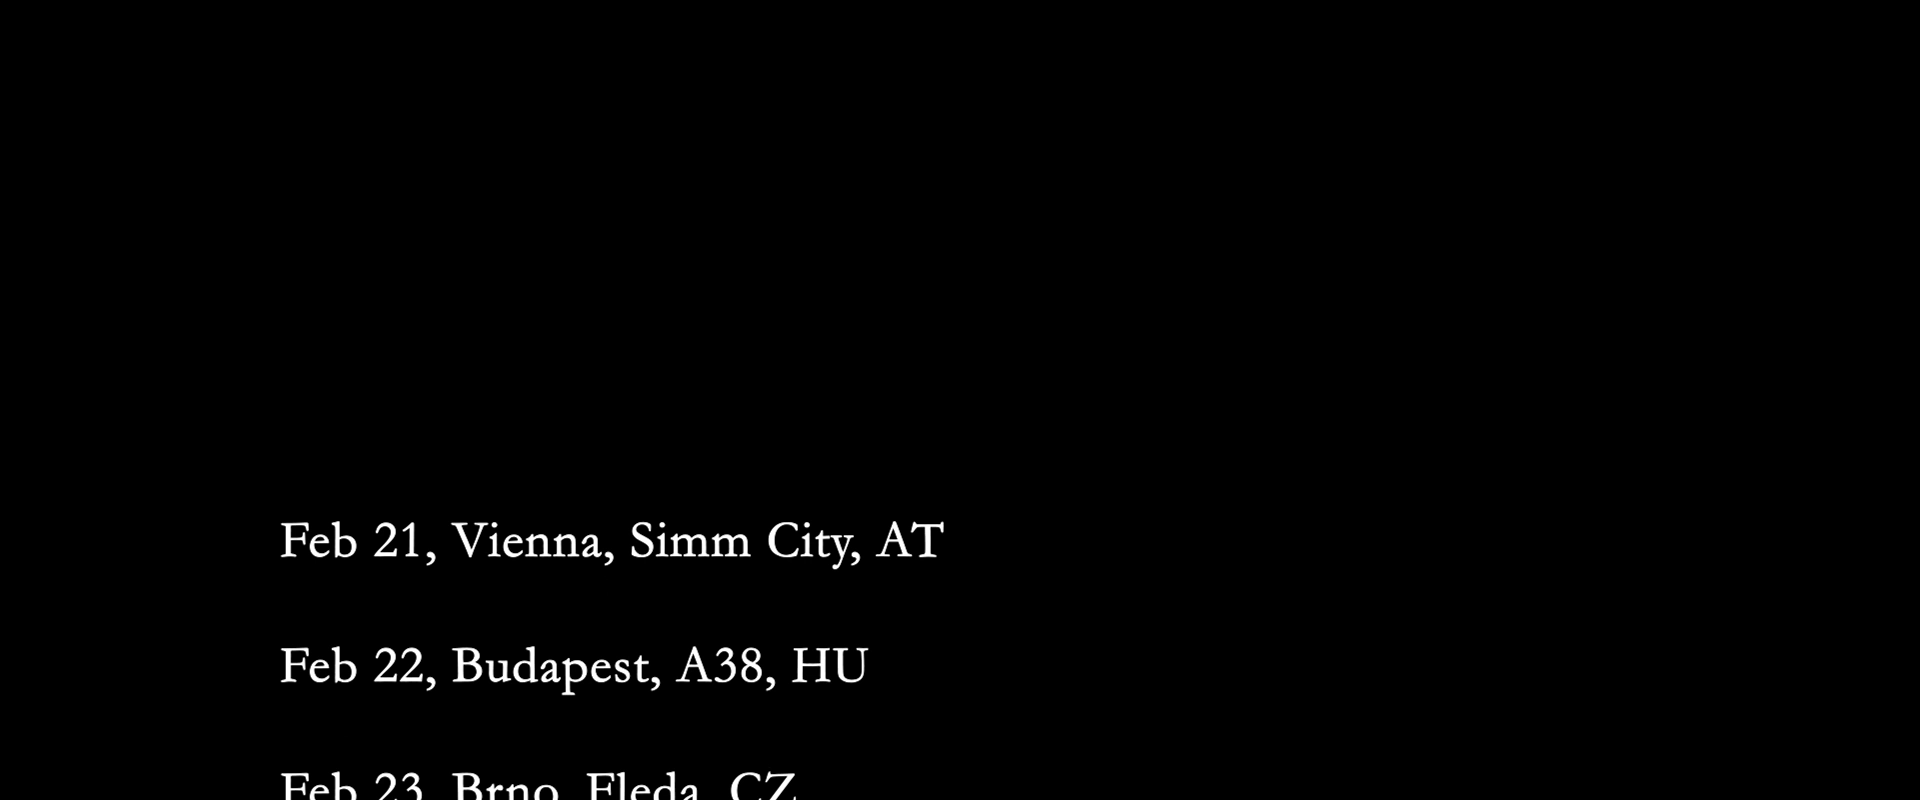 Feb 21, Vienna, Simm City, AT
Feb 22, Budapest, A38, HU
Feb 23, Brno, Fleda, CZ